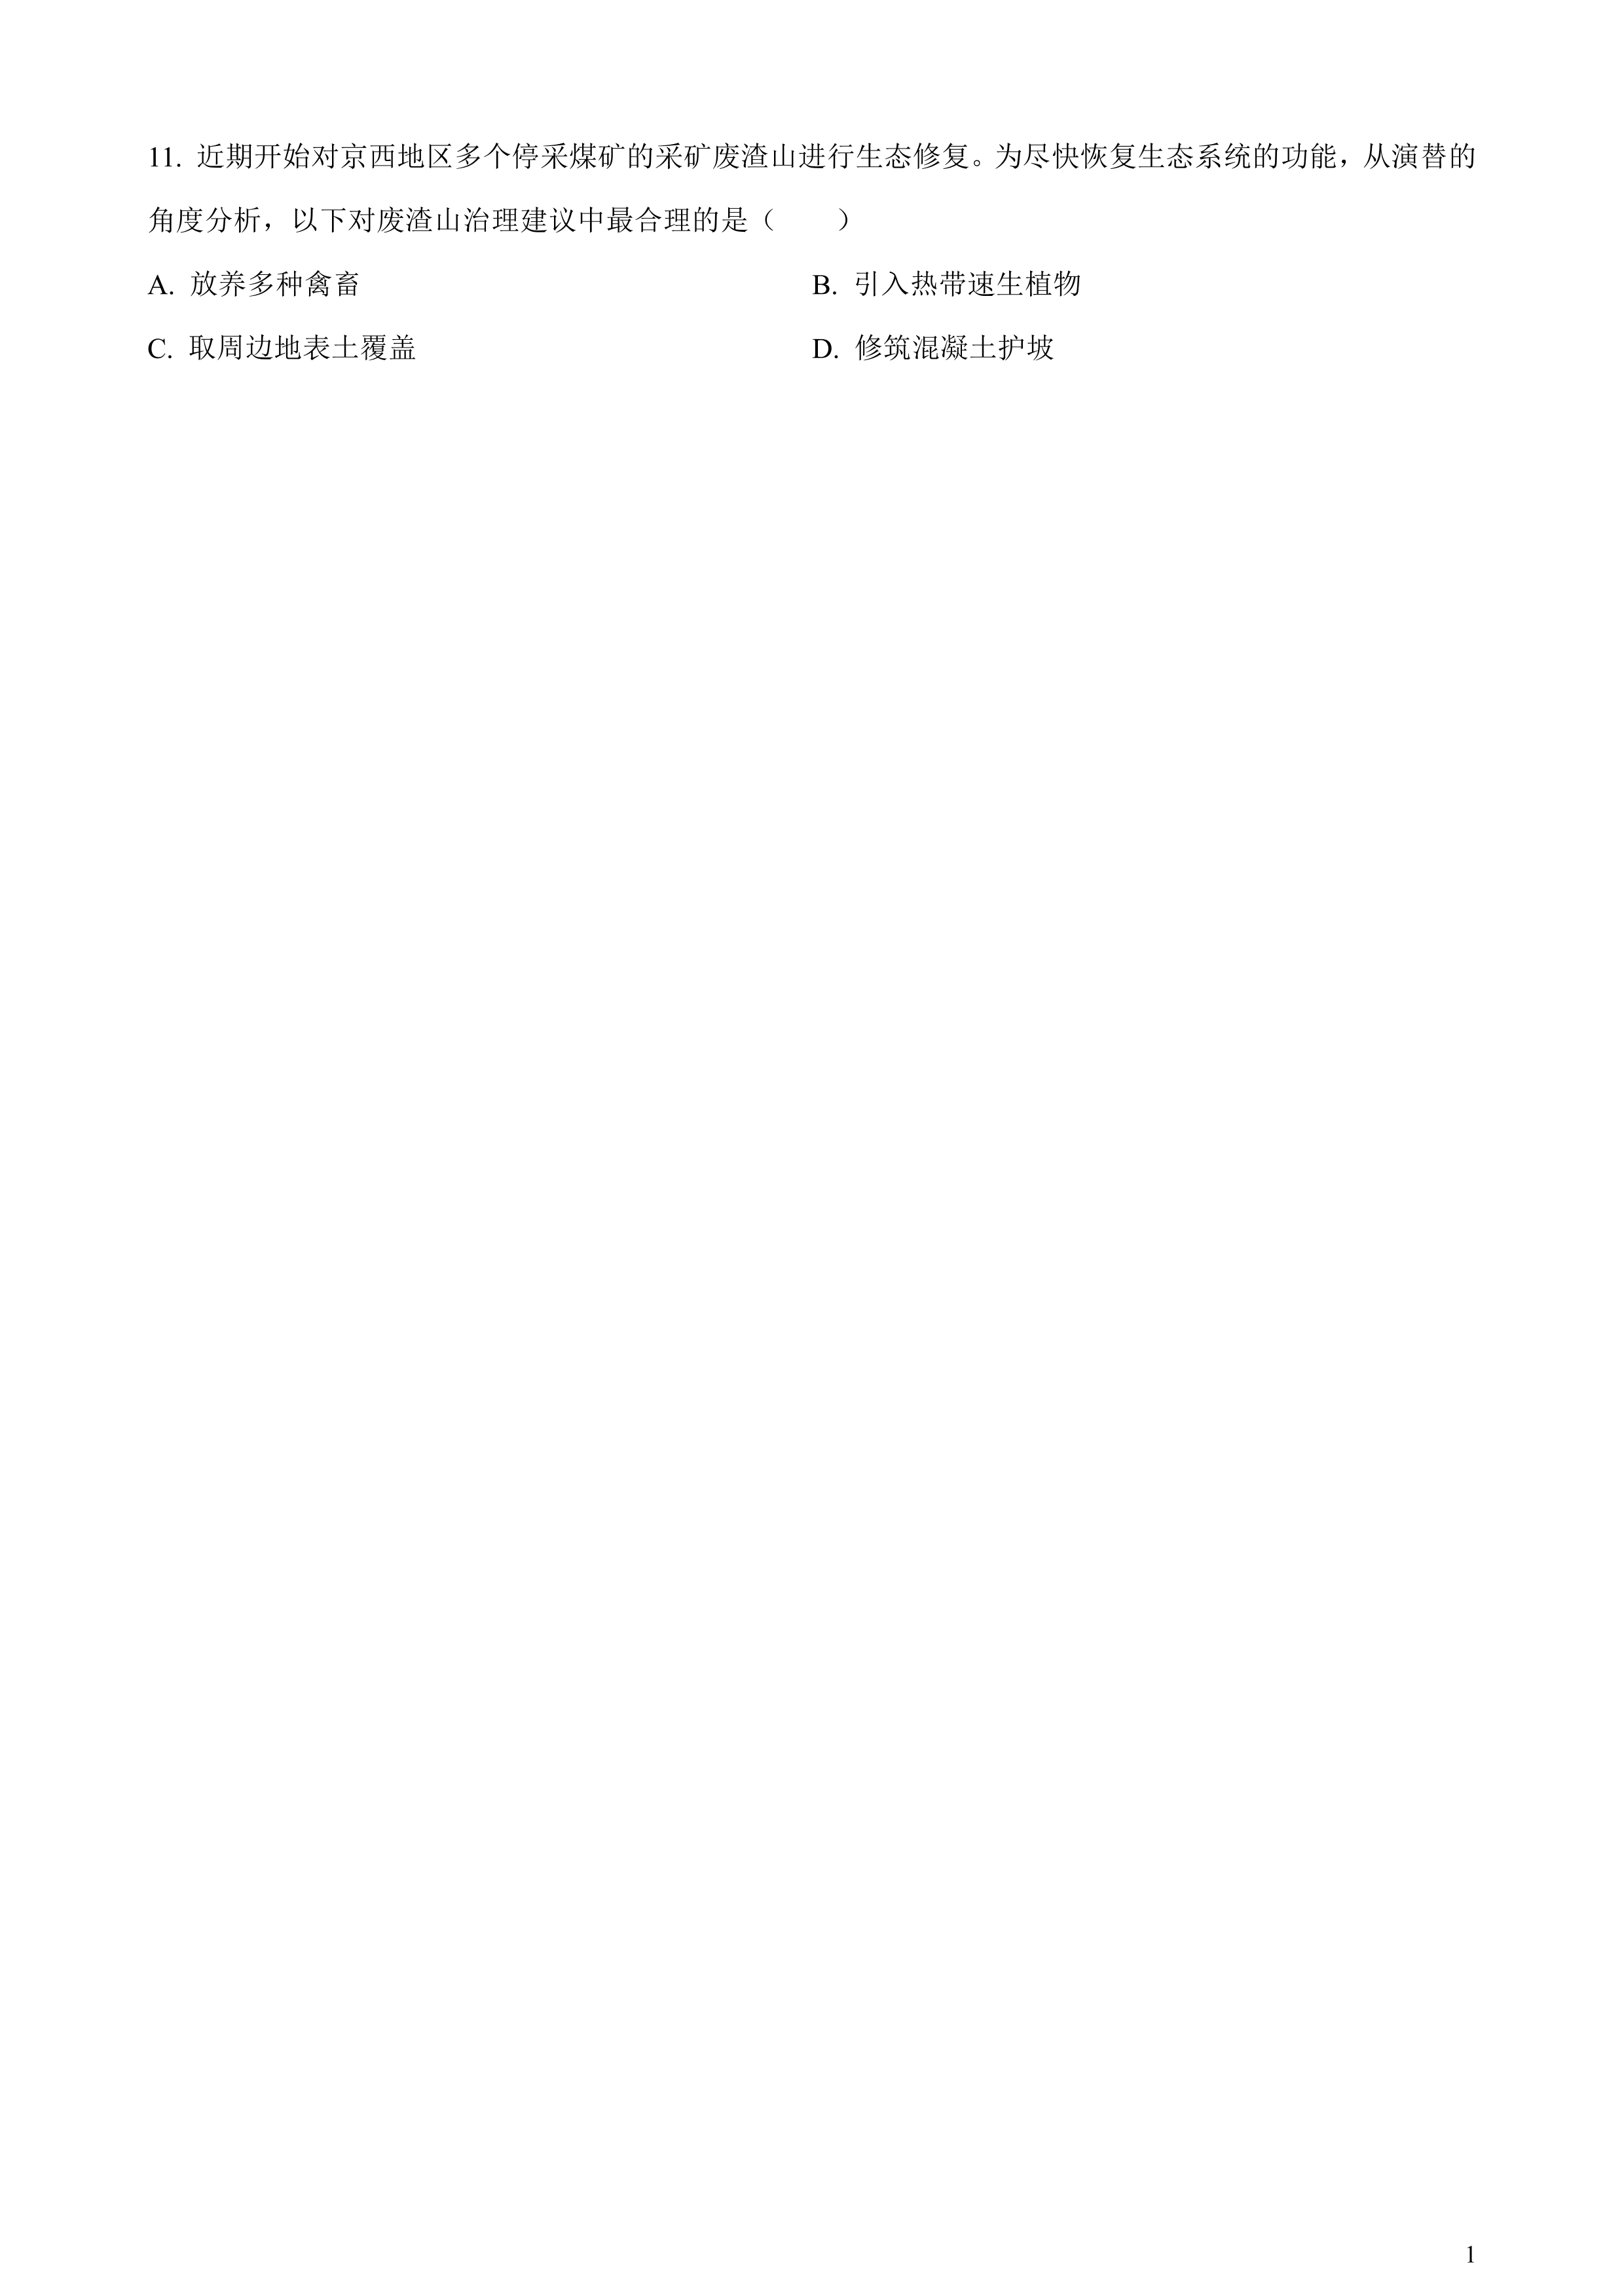 11. 近期开始对京西地区多个停采煤矿的采矿废渣山进行生态修复。为尽快恢复生态系统的功能，从演替的
角度分析，以下对废渣山治理建议中最合理的是（　　）
A. 放养多种禽畜 B. 引入热带速生植物
C. 取周边地表土覆盖 D. 修筑混凝土护坡
1